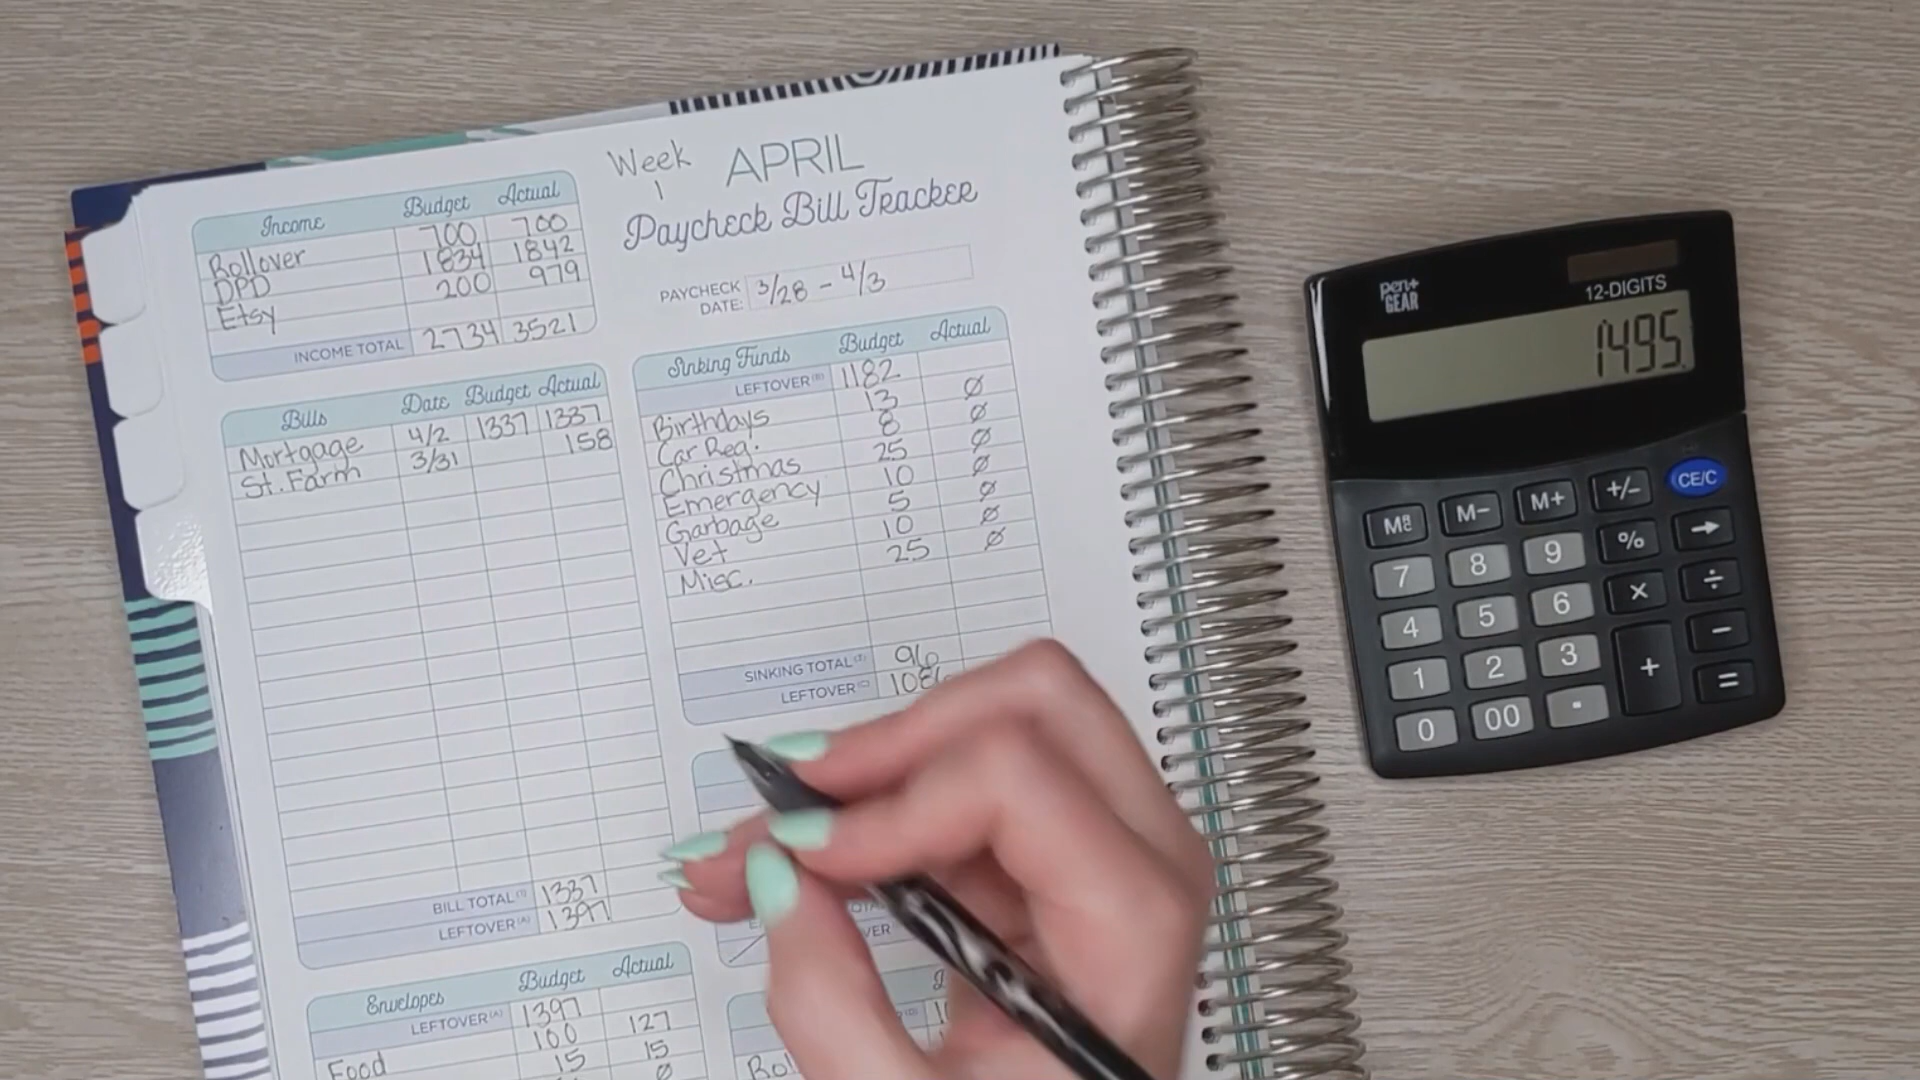 Week 1
APRIL
Paycheck Bill Tracker
PAYCHECK DATE: 3/28 - 4/3
Income Budget Actual
Rollover 700 700
DPD 1834 1842
Etsy 200 979
INCOME TOTAL 2734 3521
Bills Date Budget Actual
Mortgage 4/2 1337 1337
St. Farm 3/31 158
BILL TOTAL (1) 1337
LEFTOVER (A) 1397
Sinking Funds Budget Actual
LEFTOVER (B) 1182
Birthdays 13 Ø
Car Reg. 8 Ø
Christmas 25 Ø
Emergency 10 Ø
Garbage 5 Ø
Vet 10 Ø
Misc. 25 Ø
SINKING TOTAL 96
LEFTOVER 1086
Envelopes Budget Actual
LEFTOVER (A) 1397
Food 100 127
15 15
Ø
pen+ GEAR
12-DIGITS
1495.
M- M+ +/- CE/C
7 8 9 % →
4 5 6 × ÷
1 2 3 + −
0 00 . =